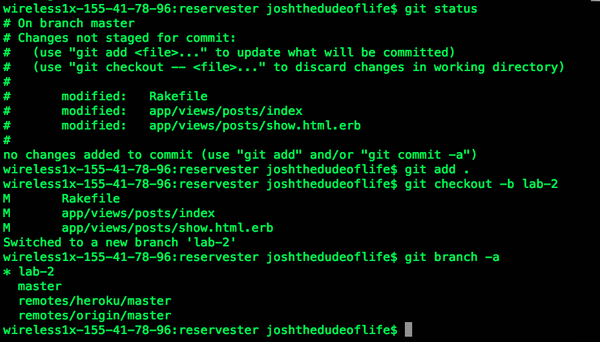 wireless1x-155-41-78-96:reservester joshthedudeoflife$ git status
# On branch master
# Changes not staged for commit:
#   (use "git add <file>..." to update what will be committed)
#   (use "git checkout -- <file>..." to discard changes in working directory)
#
#       modified:   Rakefile
#       modified:   app/views/posts/index
#       modified:   app/views/posts/show.html.erb
#
no changes added to commit (use "git add" and/or "git commit -a")
wireless1x-155-41-78-96:reservester joshthedudeoflife$ git add .
wireless1x-155-41-78-96:reservester joshthedudeoflife$ git checkout -b lab-2
M       Rakefile
M       app/views/posts/index
M       app/views/posts/show.html.erb
Switched to a new branch 'lab-2'
wireless1x-155-41-78-96:reservester joshthedudeoflife$ git branch -a
* lab-2
  master
  remotes/heroku/master
  remotes/origin/master
wireless1x-155-41-78-96:reservester joshthedudeoflife$